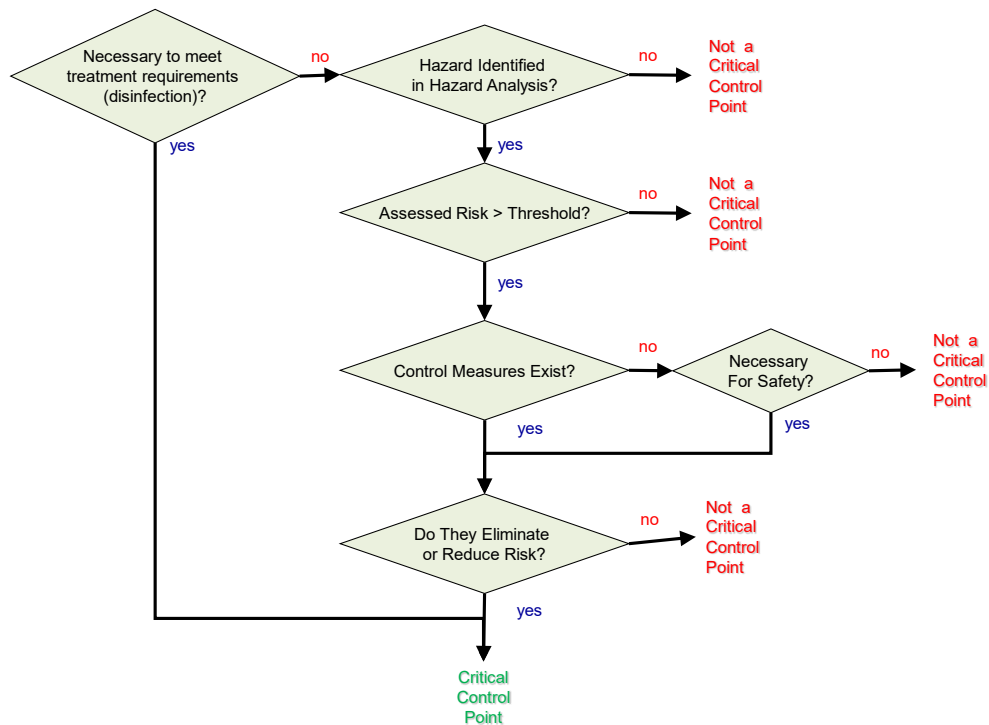 Necessary to meet
treatment requirements
(disinfection)?
no
Hazard Identified
in Hazard Analysis?
no
Not a
Critical
Control
Point
yes
yes
Assessed Risk > Threshold?
no
Not a
Critical
Control
Point
yes
Control Measures Exist?
no
Necessary
For Safety?
no
Not a
Critical
Control
Point
yes
yes
Do They Eliminate
or Reduce Risk?
no
Not a
Critical
Control
Point
yes
Critical
Control
Point